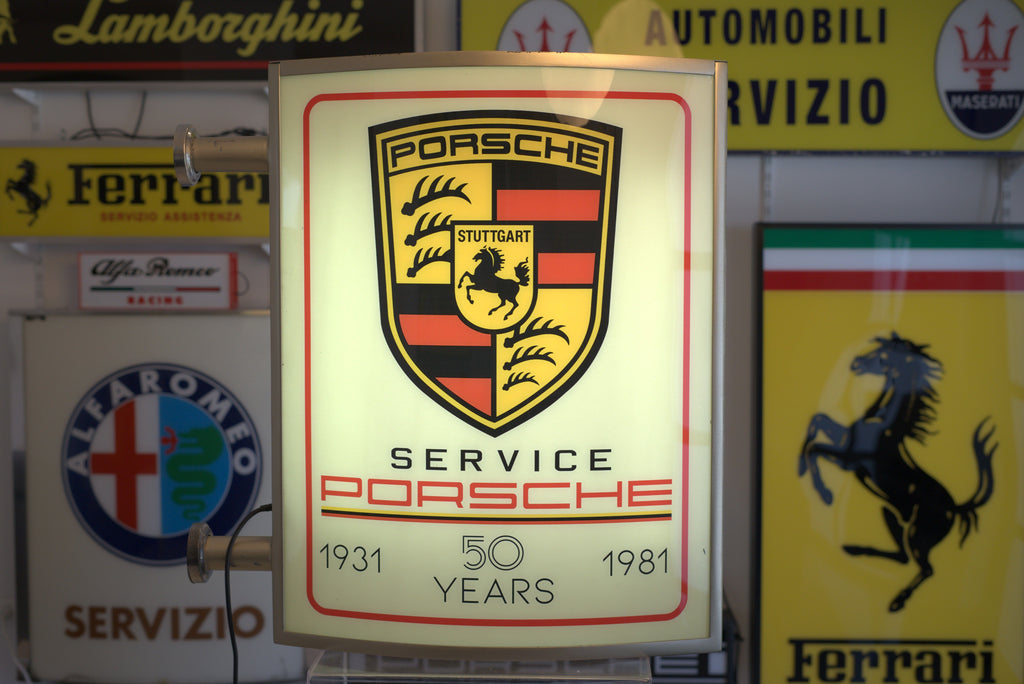 Lamborghini
AUTOMOBILI
RVIZIO
MASERATI
Ferrari
SERVIZIO ASSISTENZA
Alfa Romeo
RACING
ALFA ROMEO
SERVIZIO
PORSCHE
STUTTGART
SERVICE
PORSCHE
1931 50 1981
YEARS
Ferrari